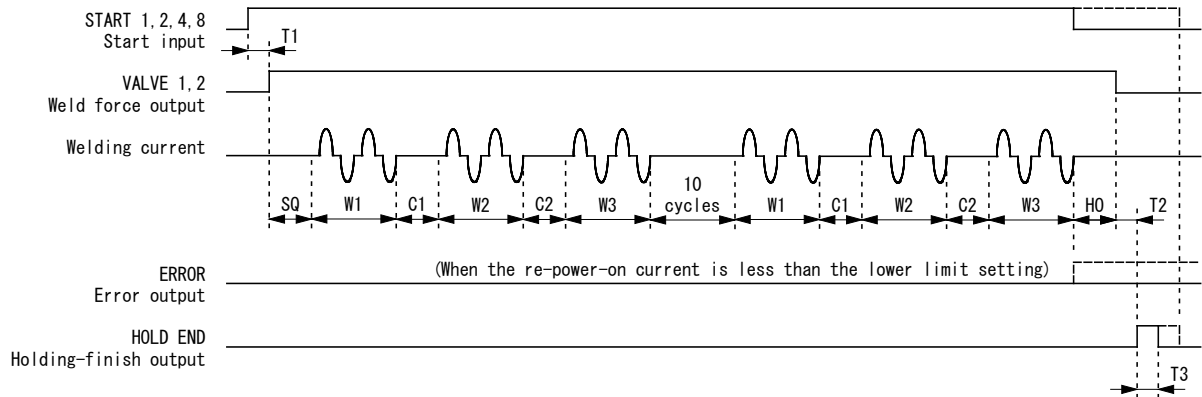 START 1,2,4,8
Start input
T1
VALVE 1,2
Weld force output
Welding current
SQ W1 C1 W2 C2 W3 10 cycles W1 C1 W2 C2 W3 HO T2
ERROR
Error output
(When the re-power-on current is less than the lower limit setting)
HOLD END
Holding-finish output
T3